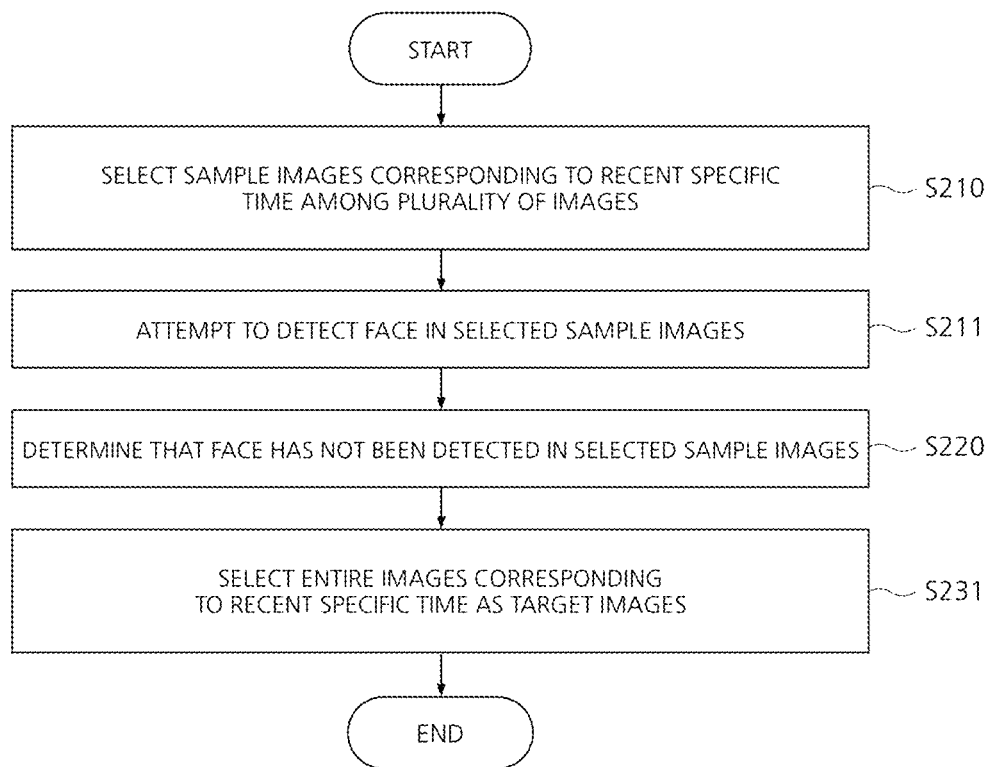 START
SELECT SAMPLE IMAGES CORRESPONDING TO RECENT SPECIFIC
TIME AMONG PLURALITY OF IMAGES
S210
ATTEMPT TO DETECT FACE IN SELECTED SAMPLE IMAGES
S211
DETERMINE THAT FACE HAS NOT BEEN DETECTED IN SELECTED SAMPLE IMAGES
S220
SELECT ENTIRE IMAGES CORRESPONDING
TO RECENT SPECIFIC TIME AS TARGET IMAGES
S231
END